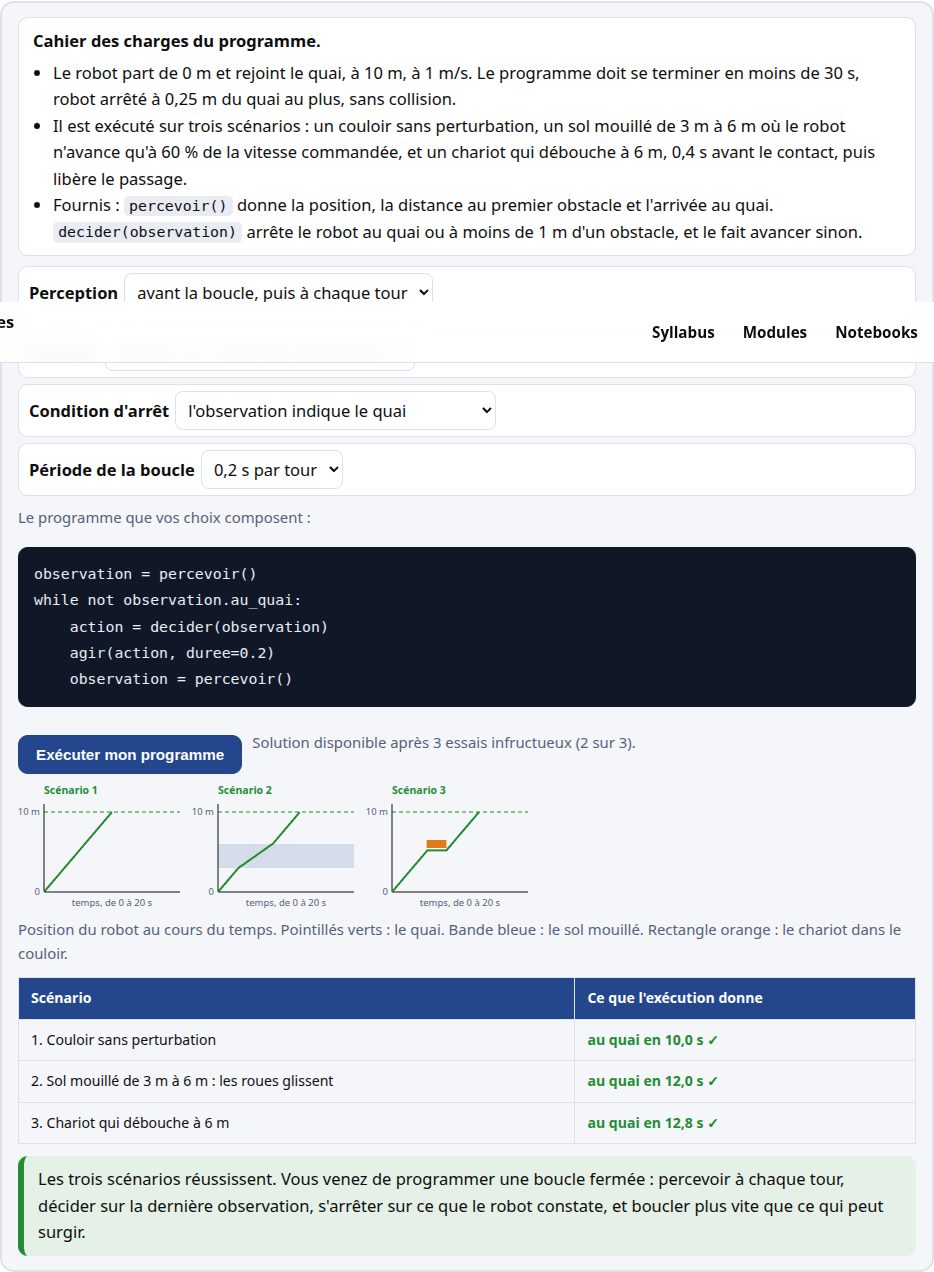 Cahier des charges du programme.
Le robot part de 0 m et rejoint le quai, à 10 m, à 1 m/s. Le programme doit se terminer en moins de 30 s,
robot arrêté à 0,25 m du quai au plus, sans collision.
Il est exécuté sur trois scénarios : un couloir sans perturbation, un sol mouillé de 3 m à 6 m où le robot
n'avance qu'à 60 % de la vitesse commandée, et un chariot qui débouche à 6 m, 0,4 s avant le contact, puis
libère le passage.
Fournis : percevoir() donne la position, la distance au premier obstacle et l'arrivée au quai.
decider(observation) arrête le robot au quai ou à moins de 1 m d'un obstacle, et le fait avancer sinon.
Perception avant la boucle, puis à chaque tour
es
Syllabus Modules Notebooks
Condition d'arrêt l'observation indique le quai
Période de la boucle 0,2 s par tour
Le programme que vos choix composent :
observation = percevoir()
while not observation.au_quai:
    action = decider(observation)
    agir(action, duree=0.2)
    observation = percevoir()
Exécuter mon programme Solution disponible après 3 essais infructueux (2 sur 3).
Scénario 1 Scénario 2 Scénario 3
10 m 10 m 10 m
0 0 0
temps, de 0 à 20 s temps, de 0 à 20 s temps, de 0 à 20 s
Position du robot au cours du temps. Pointillés verts : le quai. Bande bleue : le sol mouillé. Rectangle orange : le chariot dans le
couloir.
Scénario Ce que l'exécution donne
1. Couloir sans perturbation au quai en 10,0 s ✓
2. Sol mouillé de 3 m à 6 m : les roues glissent au quai en 12,0 s ✓
3. Chariot qui débouche à 6 m au quai en 12,8 s ✓
Les trois scénarios réussissent. Vous venez de programmer une boucle fermée : percevoir à chaque tour,
décider sur la dernière observation, s'arrêter sur ce que le robot constate, et boucler plus vite que ce qui peut
surgir.